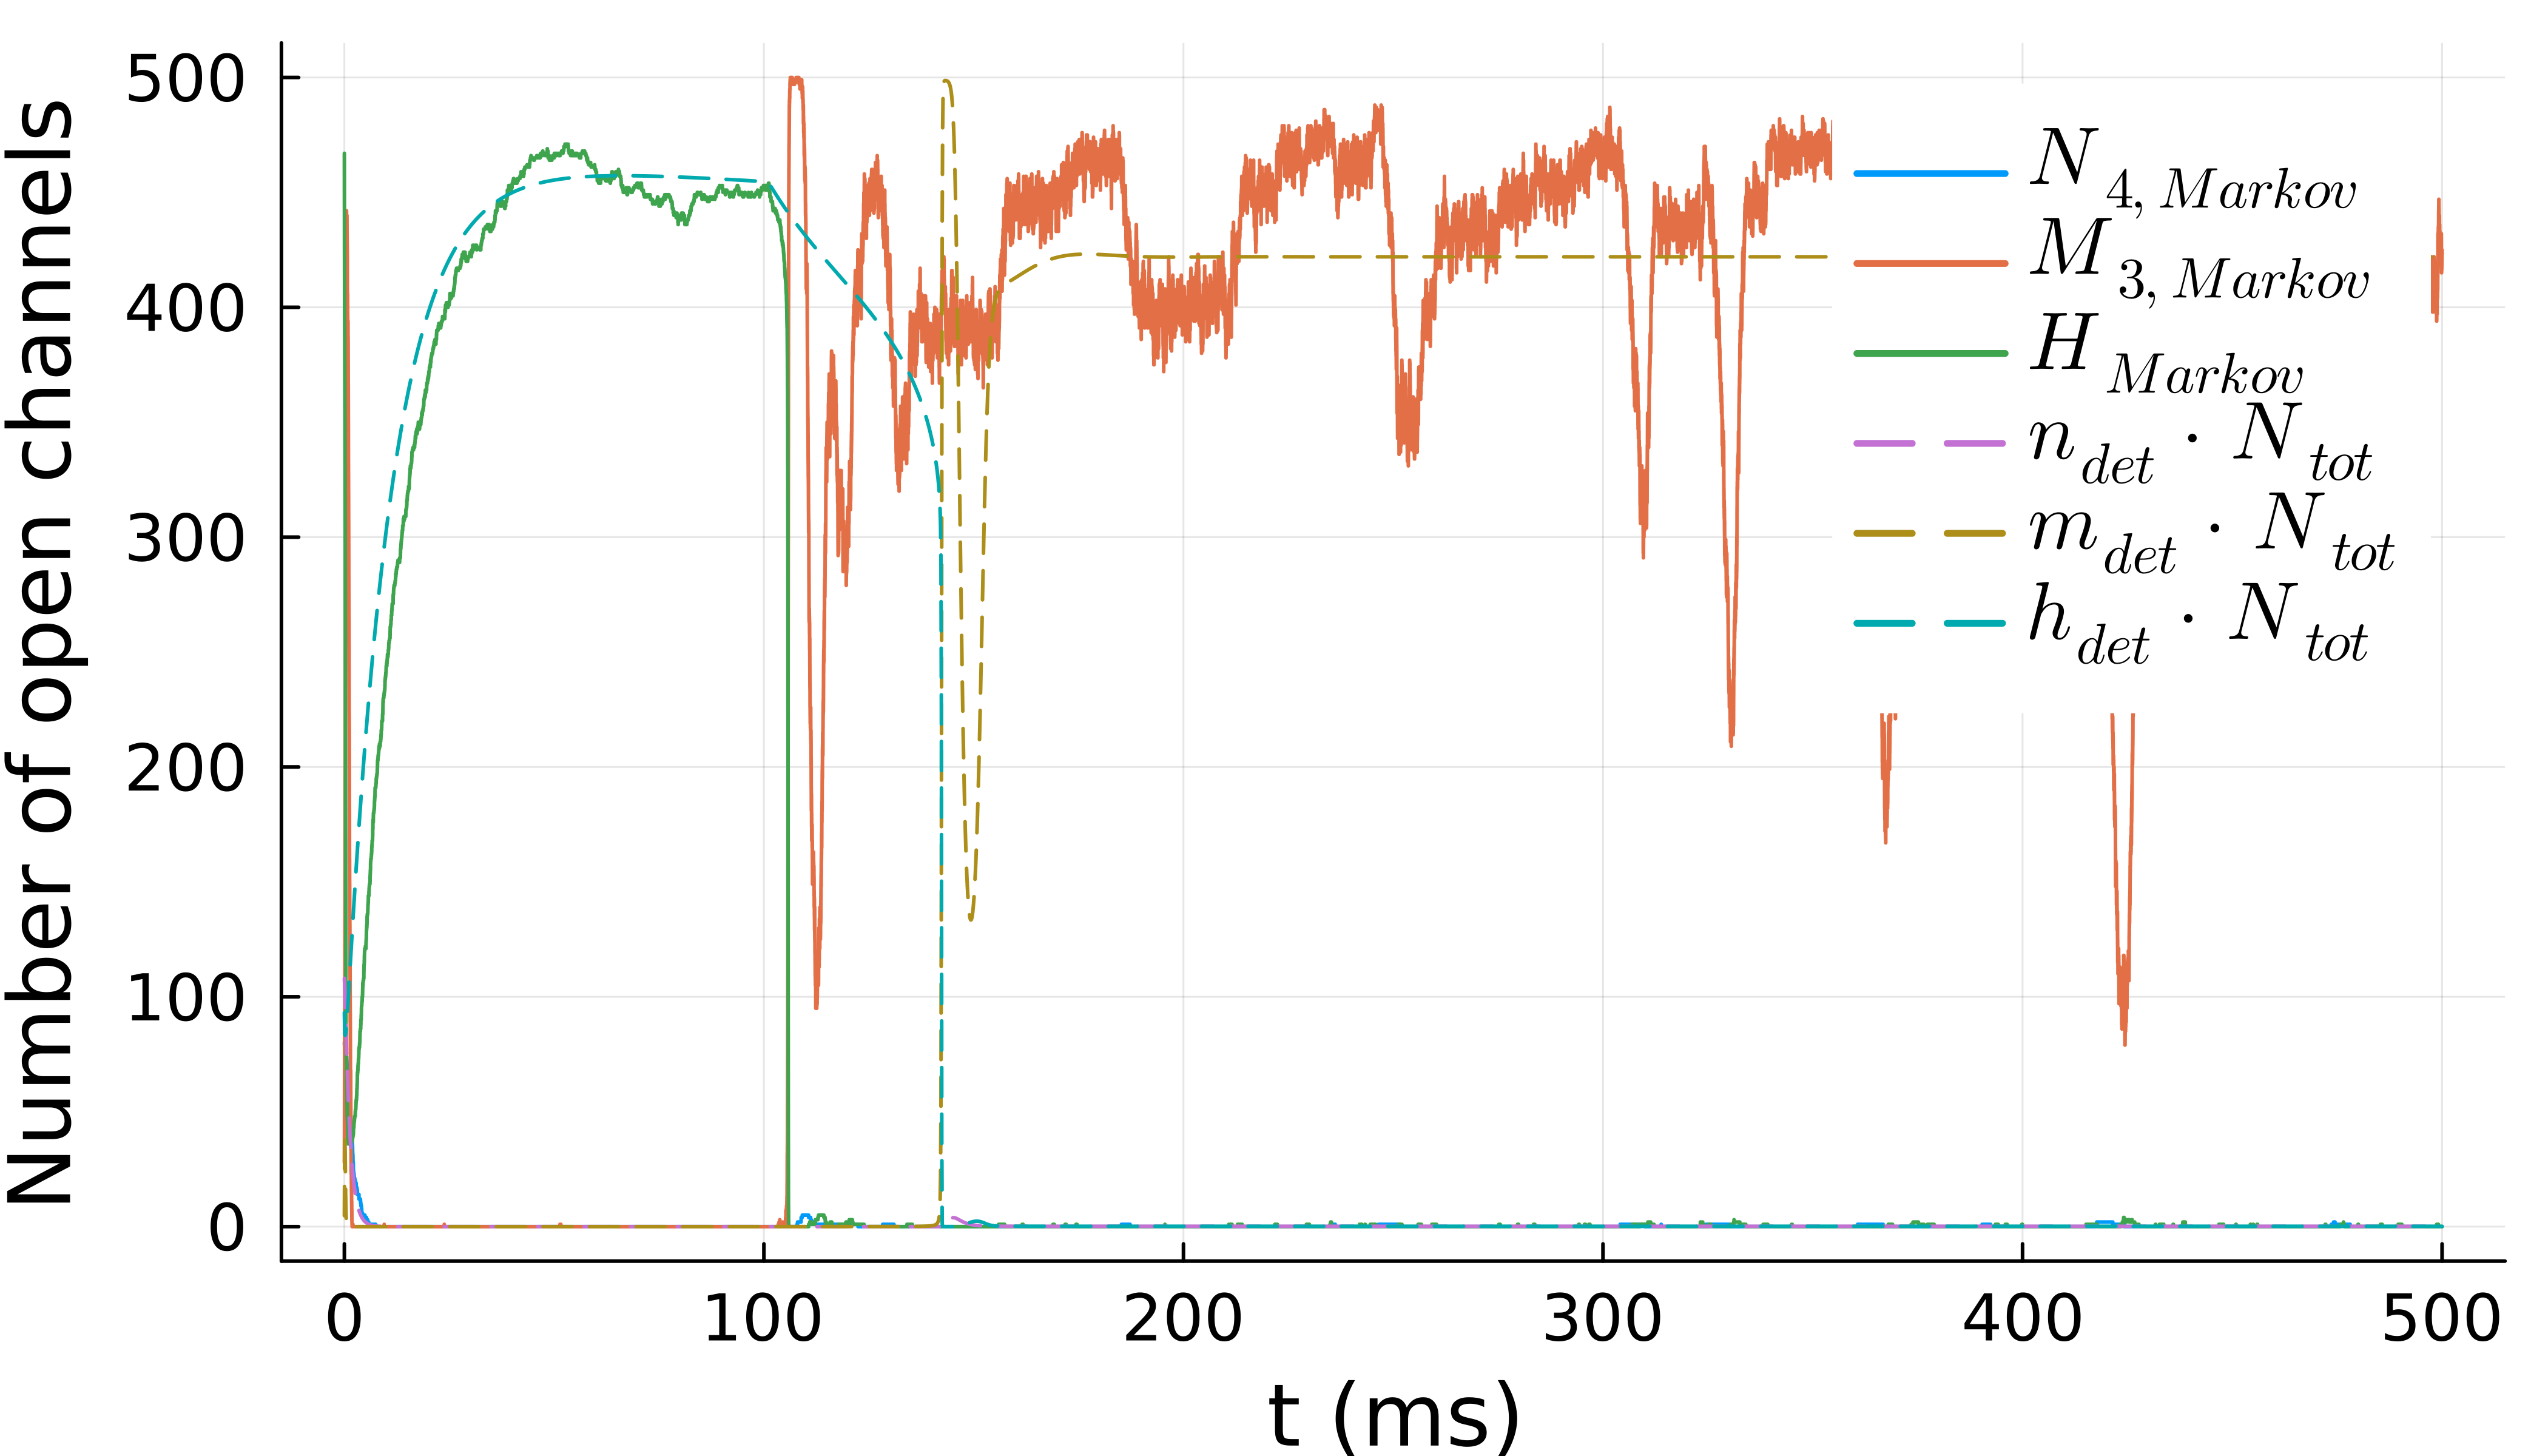 Number of open channels
500
400
300
200
100
0
0 100 200 300 400 500
t (ms)
N4, Markov
M3, Markov
HMarkov
ndet · Ntot
mdet · Ntot
hdet · Ntot